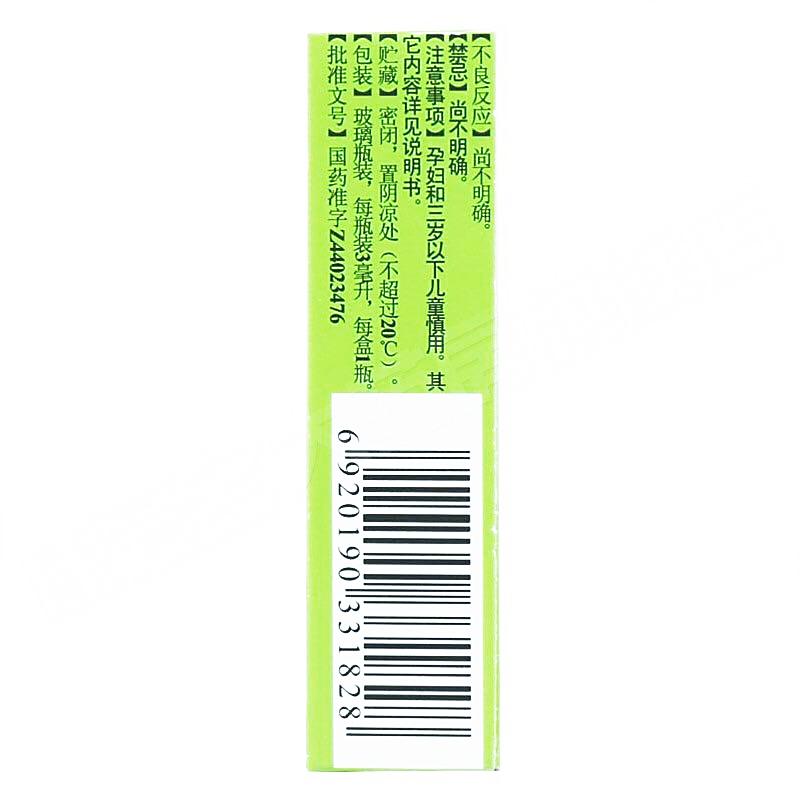 【不良反应】尚不明确。
【禁忌】尚不明确。
【注意事项】孕妇和三岁以下儿童慎用。其
它内容详见说明书。
【贮藏】密闭，置阴凉处（不超过20℃）。
【包装】玻璃瓶装，每瓶装3毫升，每盒1瓶。
【批准文号】国药准字Z44023476
6920190331828